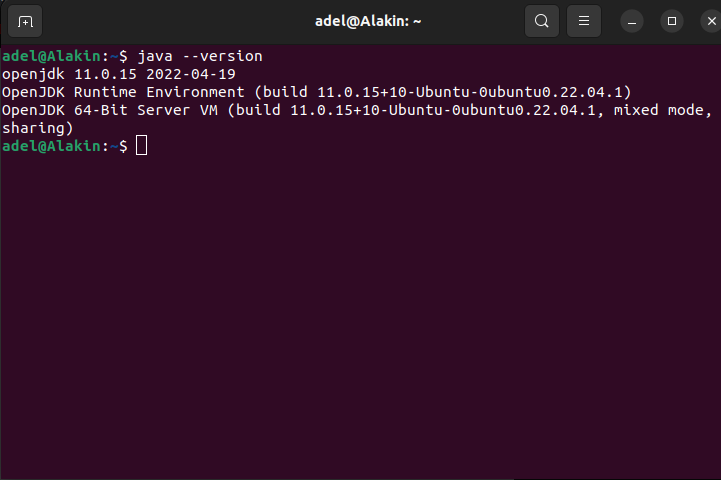 adel@Alakin: ~
adel@Alakin:~$ java --version
openjdk 11.0.15 2022-04-19
OpenJDK Runtime Environment (build 11.0.15+10-Ubuntu-0ubuntu0.22.04.1)
OpenJDK 64-Bit Server VM (build 11.0.15+10-Ubuntu-0ubuntu0.22.04.1, mixed mode,
sharing)
adel@Alakin:~$